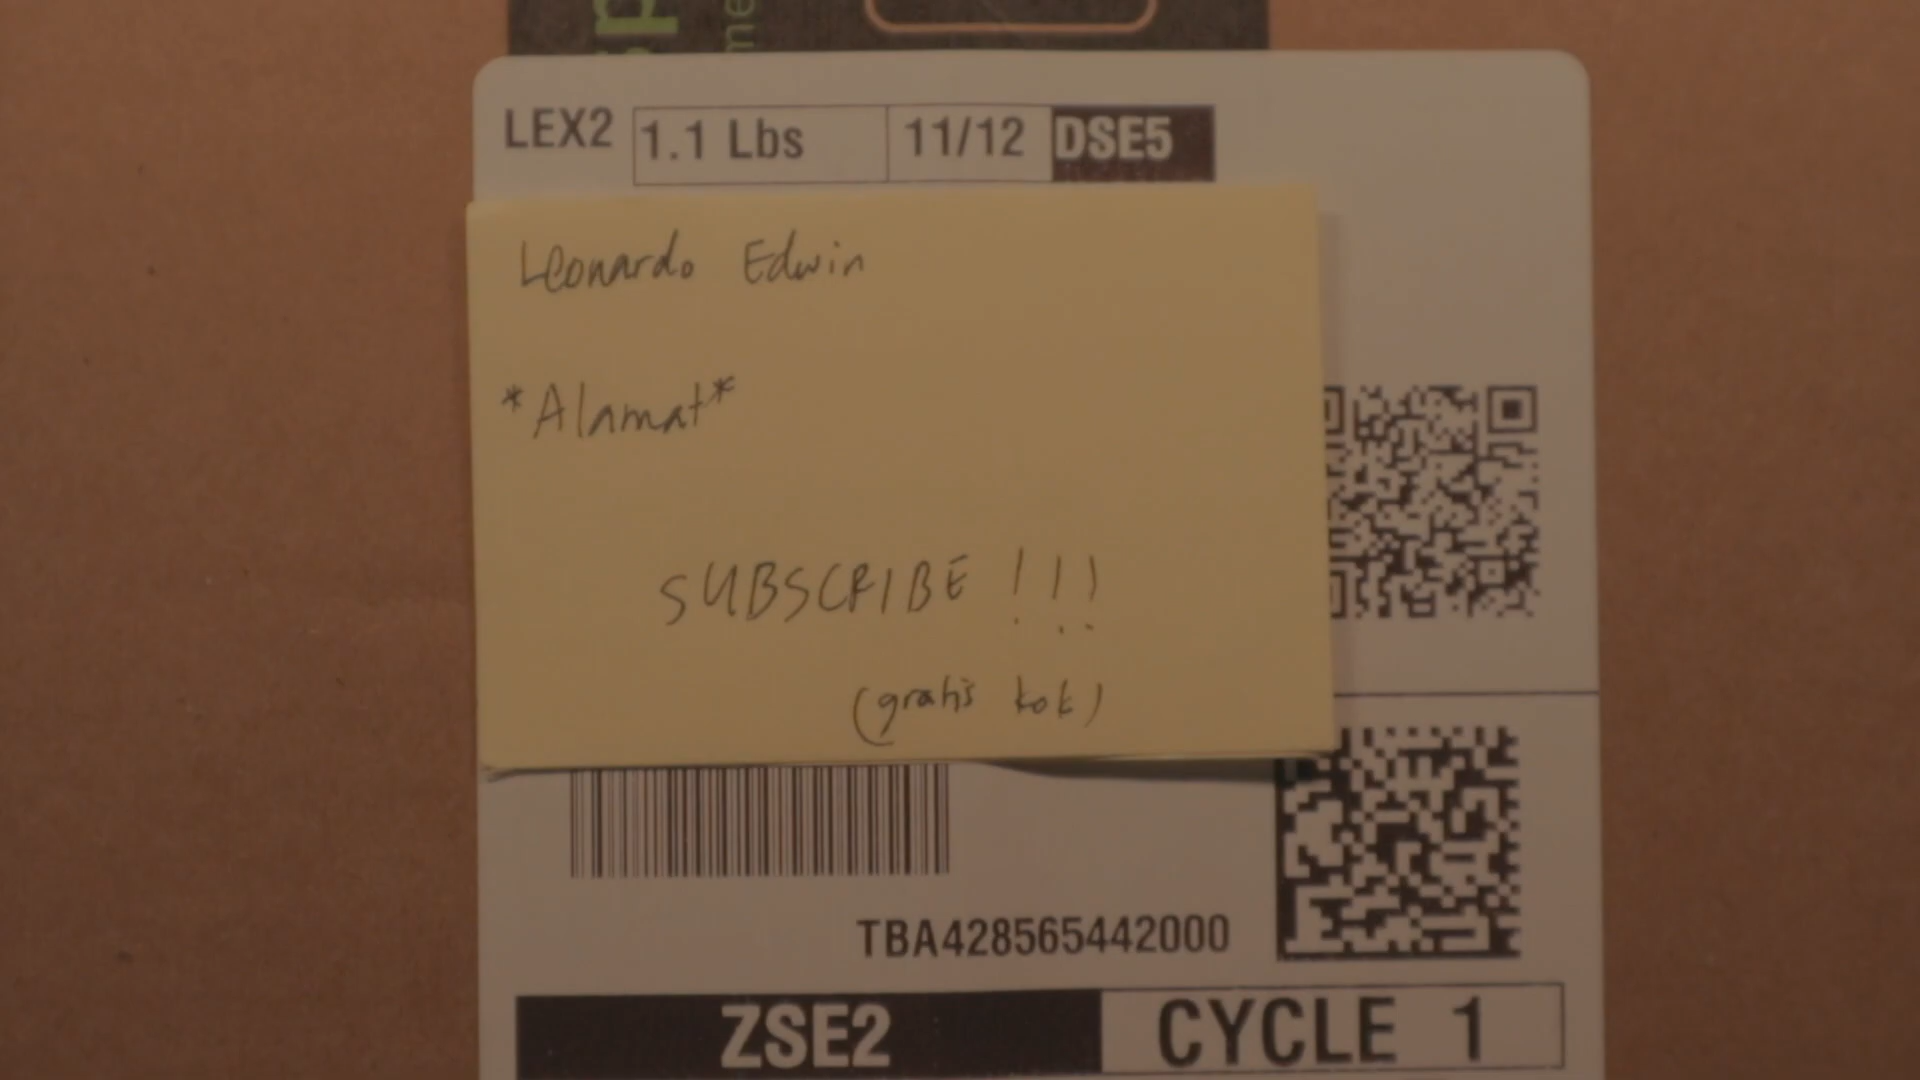 LEX2 1.1 Lbs 11/12 DSE5
Leonardo Edwin
*Alamat*
SUBSCRIBE !!!
(gratis kok)
TBA428565442000
ZSE2 CYCLE 1